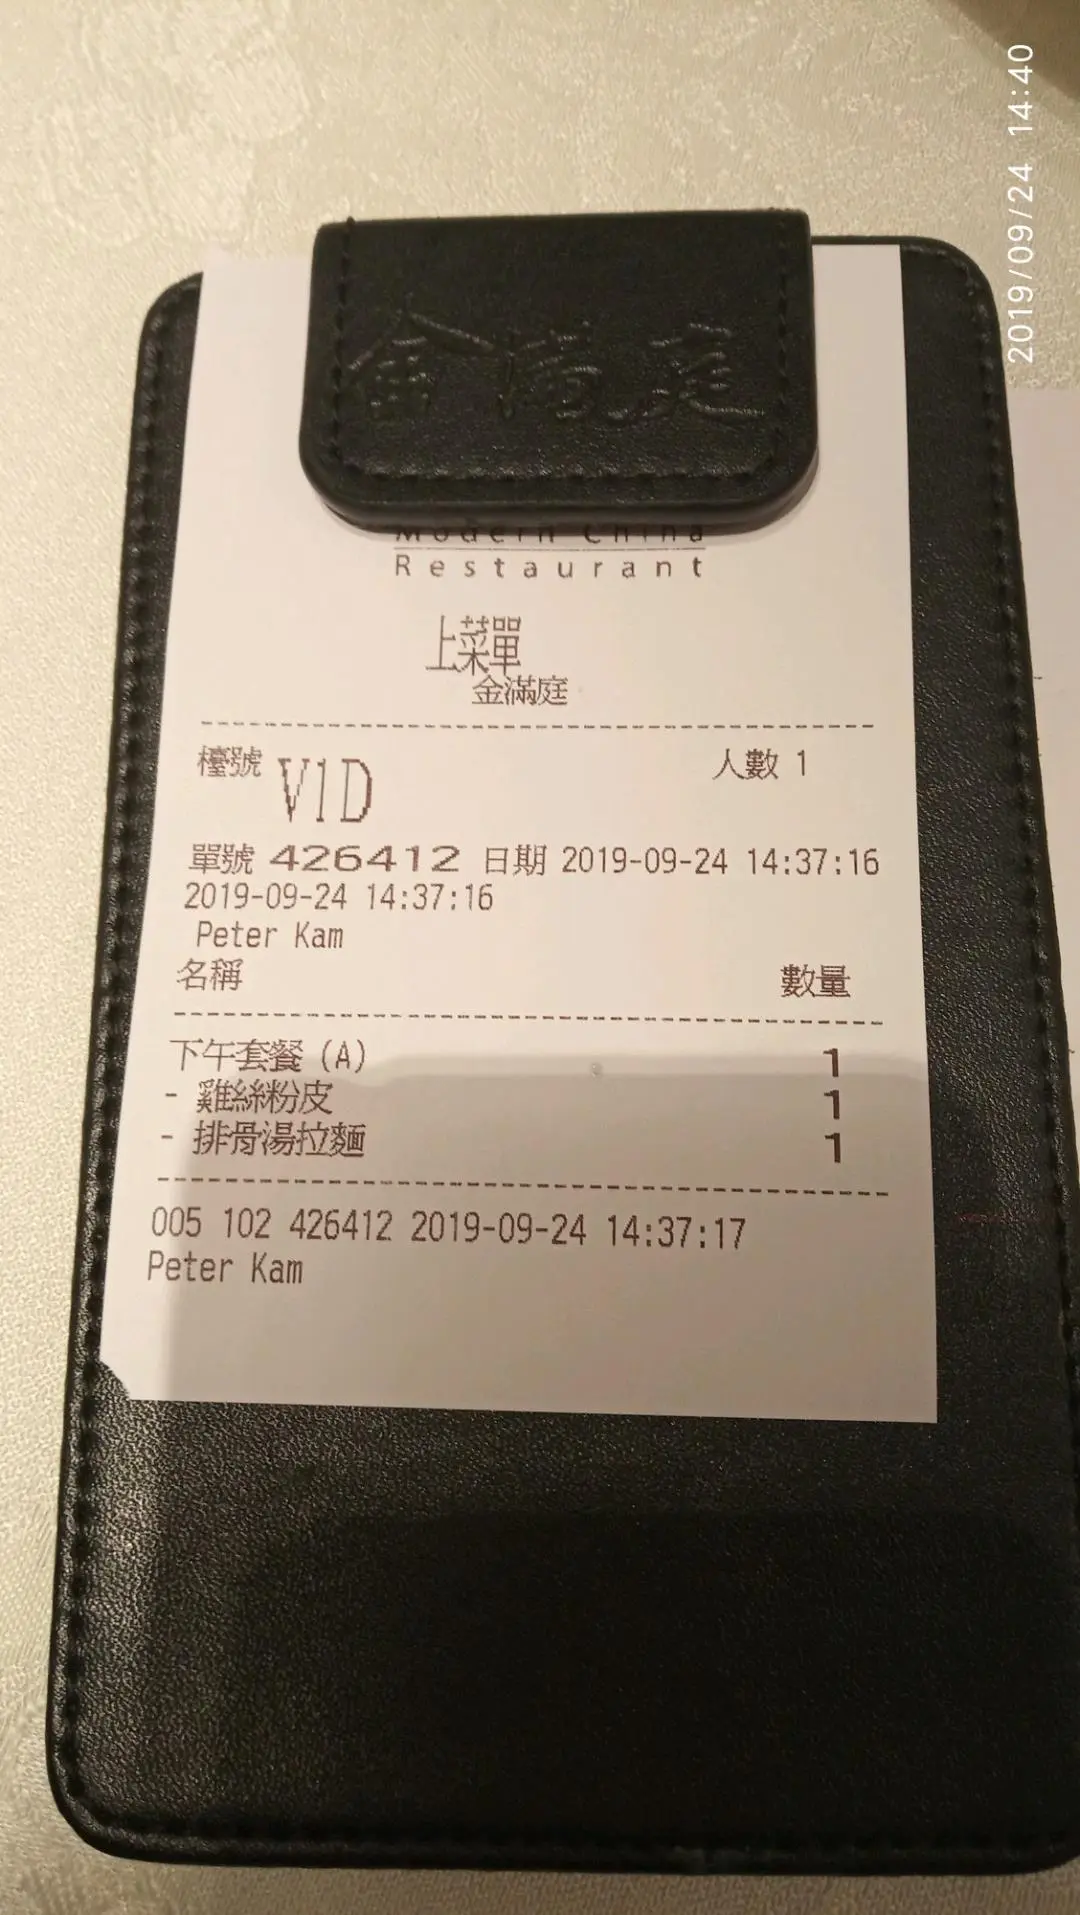 2019/09/24 14:40
金滿庭
Modern China
Restaurant
上菜單
金滿庭
檯號 V1D 人數 1
單號 426412 日期 2019-09-24 14:37:16
2019-09-24 14:37:16
Peter Kam
名稱 數量
下午套餐 (A) 1
- 雞絲粉皮 1
- 排骨湯拉麵 1
005 102 426412 2019-09-24 14:37:17
Peter Kam